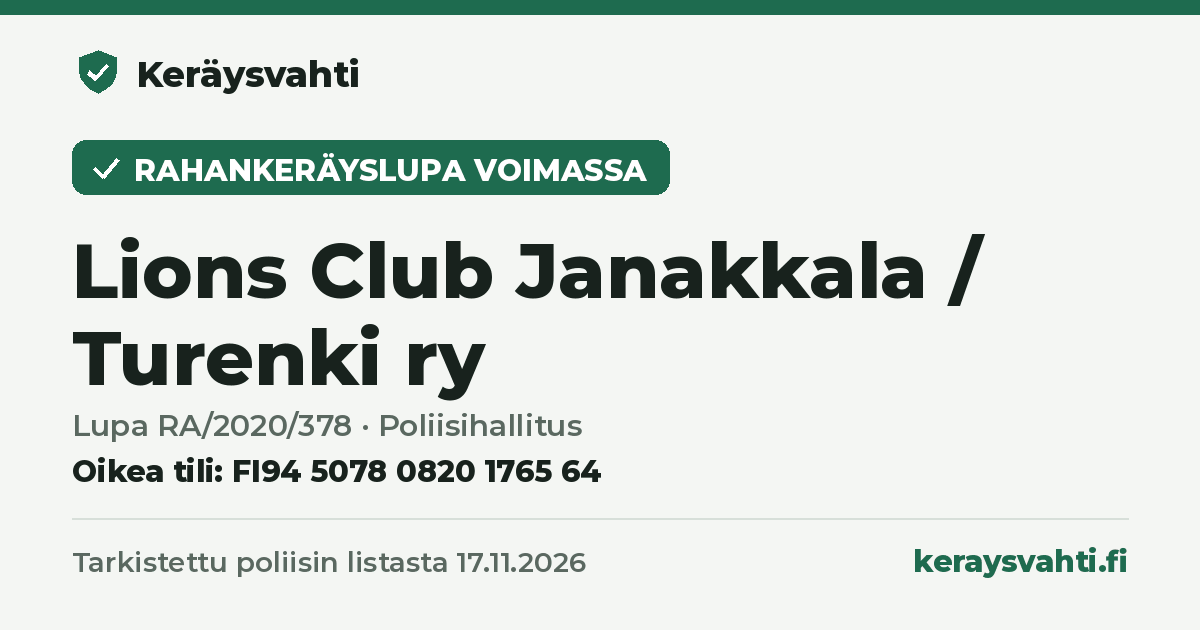 Keräysvahti
RAHANKERÄYSLUPA VOIMASSA
Lions Club Janakkala /
Turenki ry
Lupa RA/2020/378 · Poliisihallitus
Oikea tili: FI94 5078 0820 1765 64
Tarkistettu poliisin listasta 17.11.2026
keraysvahti.fi